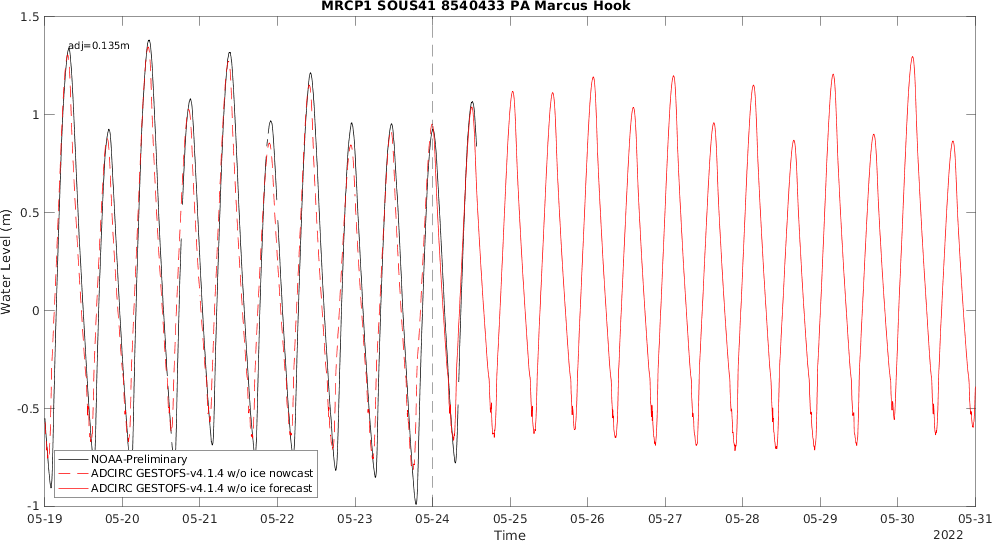 MRCP1 SOUS41 8540433 PA Marcus Hook
adj=0.135m
1.5
1
0.5
0
-0.5
-1
Water Level (m)
NOAA-Preliminary
ADCIRC GESTOFS-v4.1.4 w/o ice nowcast
ADCIRC GESTOFS-v4.1.4 w/o ice forecast
05-19 05-20 05-21 05-22 05-23 05-24 05-25 05-26 05-27 05-28 05-29 05-30 05-31
Time
2022